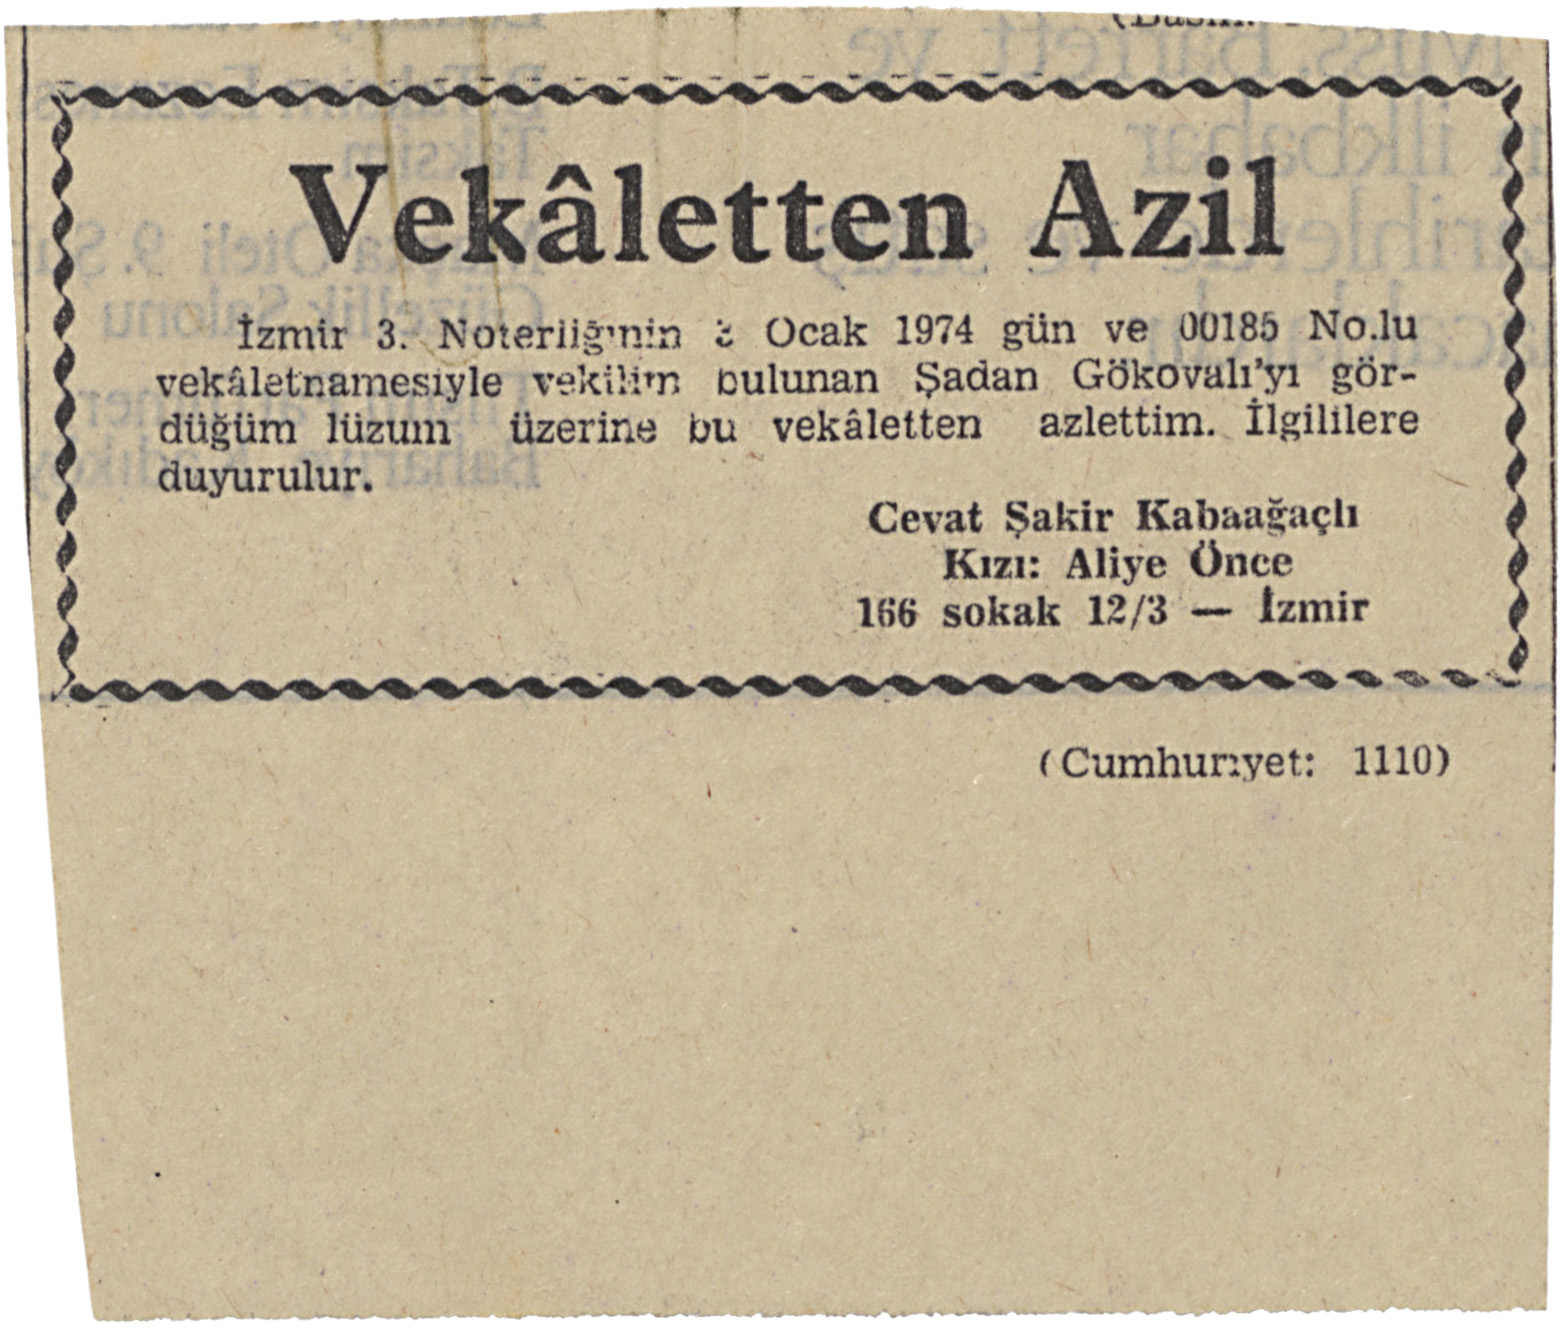 Vekâletten Azil
İzmir 3. Noterliğinin Ocak 1974 gün ve 00185 No.lu
vekâletnamesiyle vekilim bulunan Şadan Gökovalı'yı gör-
düğüm lüzum üzerine bu vekâletten azlettim. İlgililere
duyurulur.
Cevat Şakir Kabaağaçlı
Kızı: Aliye Önce
166 sokak 12/3 — İzmir
(Cumhuriyet: 1110)